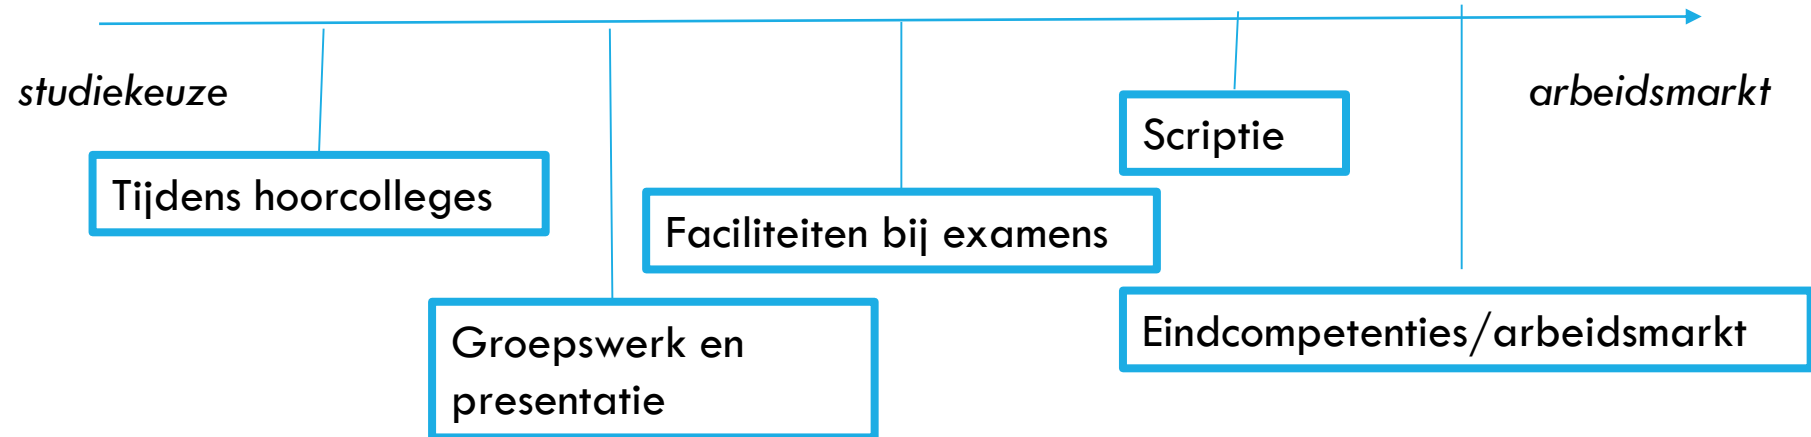 studiekeuze
arbeidsmarkt
Tijdens hoorcolleges
Groepswerk en
presentatie
Faciliteiten bij examens
Scriptie
Eindcompetenties/arbeidsmarkt